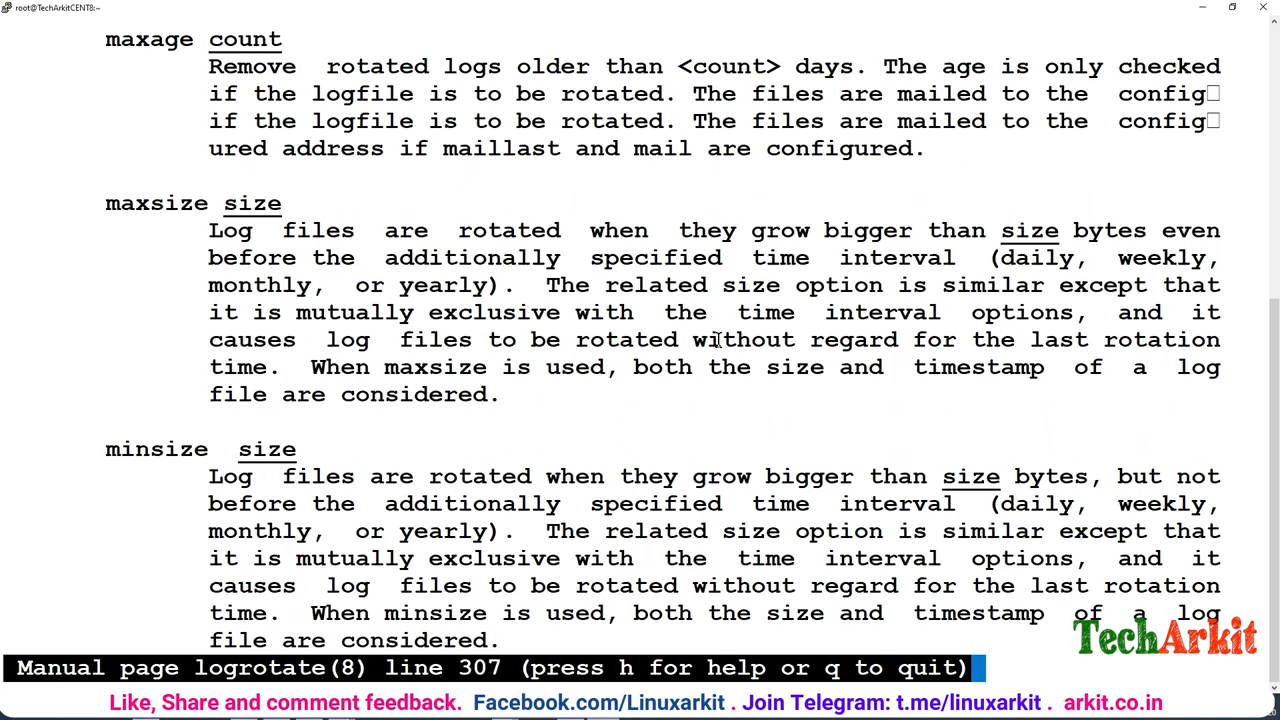 root@TechArkitCENT8:~
maxage count
Remove rotated logs older than <count> days. The age is only checked
if the logfile is to be rotated. The files are mailed to the config□
if the logfile is to be rotated. The files are mailed to the config□
ured address if maillast and mail are configured.
maxsize size
Log files are rotated when they grow bigger than size bytes even
before the additionally specified time interval (daily, weekly,
monthly, or yearly). The related size option is similar except that
it is mutually exclusive with the time interval options, and it
causes log files to be rotated without regard for the last rotation
time. When maxsize is used, both the size and timestamp of a log
file are considered.
minsize size
Log files are rotated when they grow bigger than size bytes, but not
before the additionally specified time interval (daily, weekly,
monthly, or yearly). The related size option is similar except that
it is mutually exclusive with the time interval options, and it
causes log files to be rotated without regard for the last rotation
time. When minsize is used, both the size and timestamp of a log
file are considered.
TechArkit
Manual page logrotate(8) line 307 (press h for help or q to quit)
Like, Share and comment feedback. Facebook.com/Linuxarkit . Join Telegram: t.me/linuxarkit . arkit.co.in